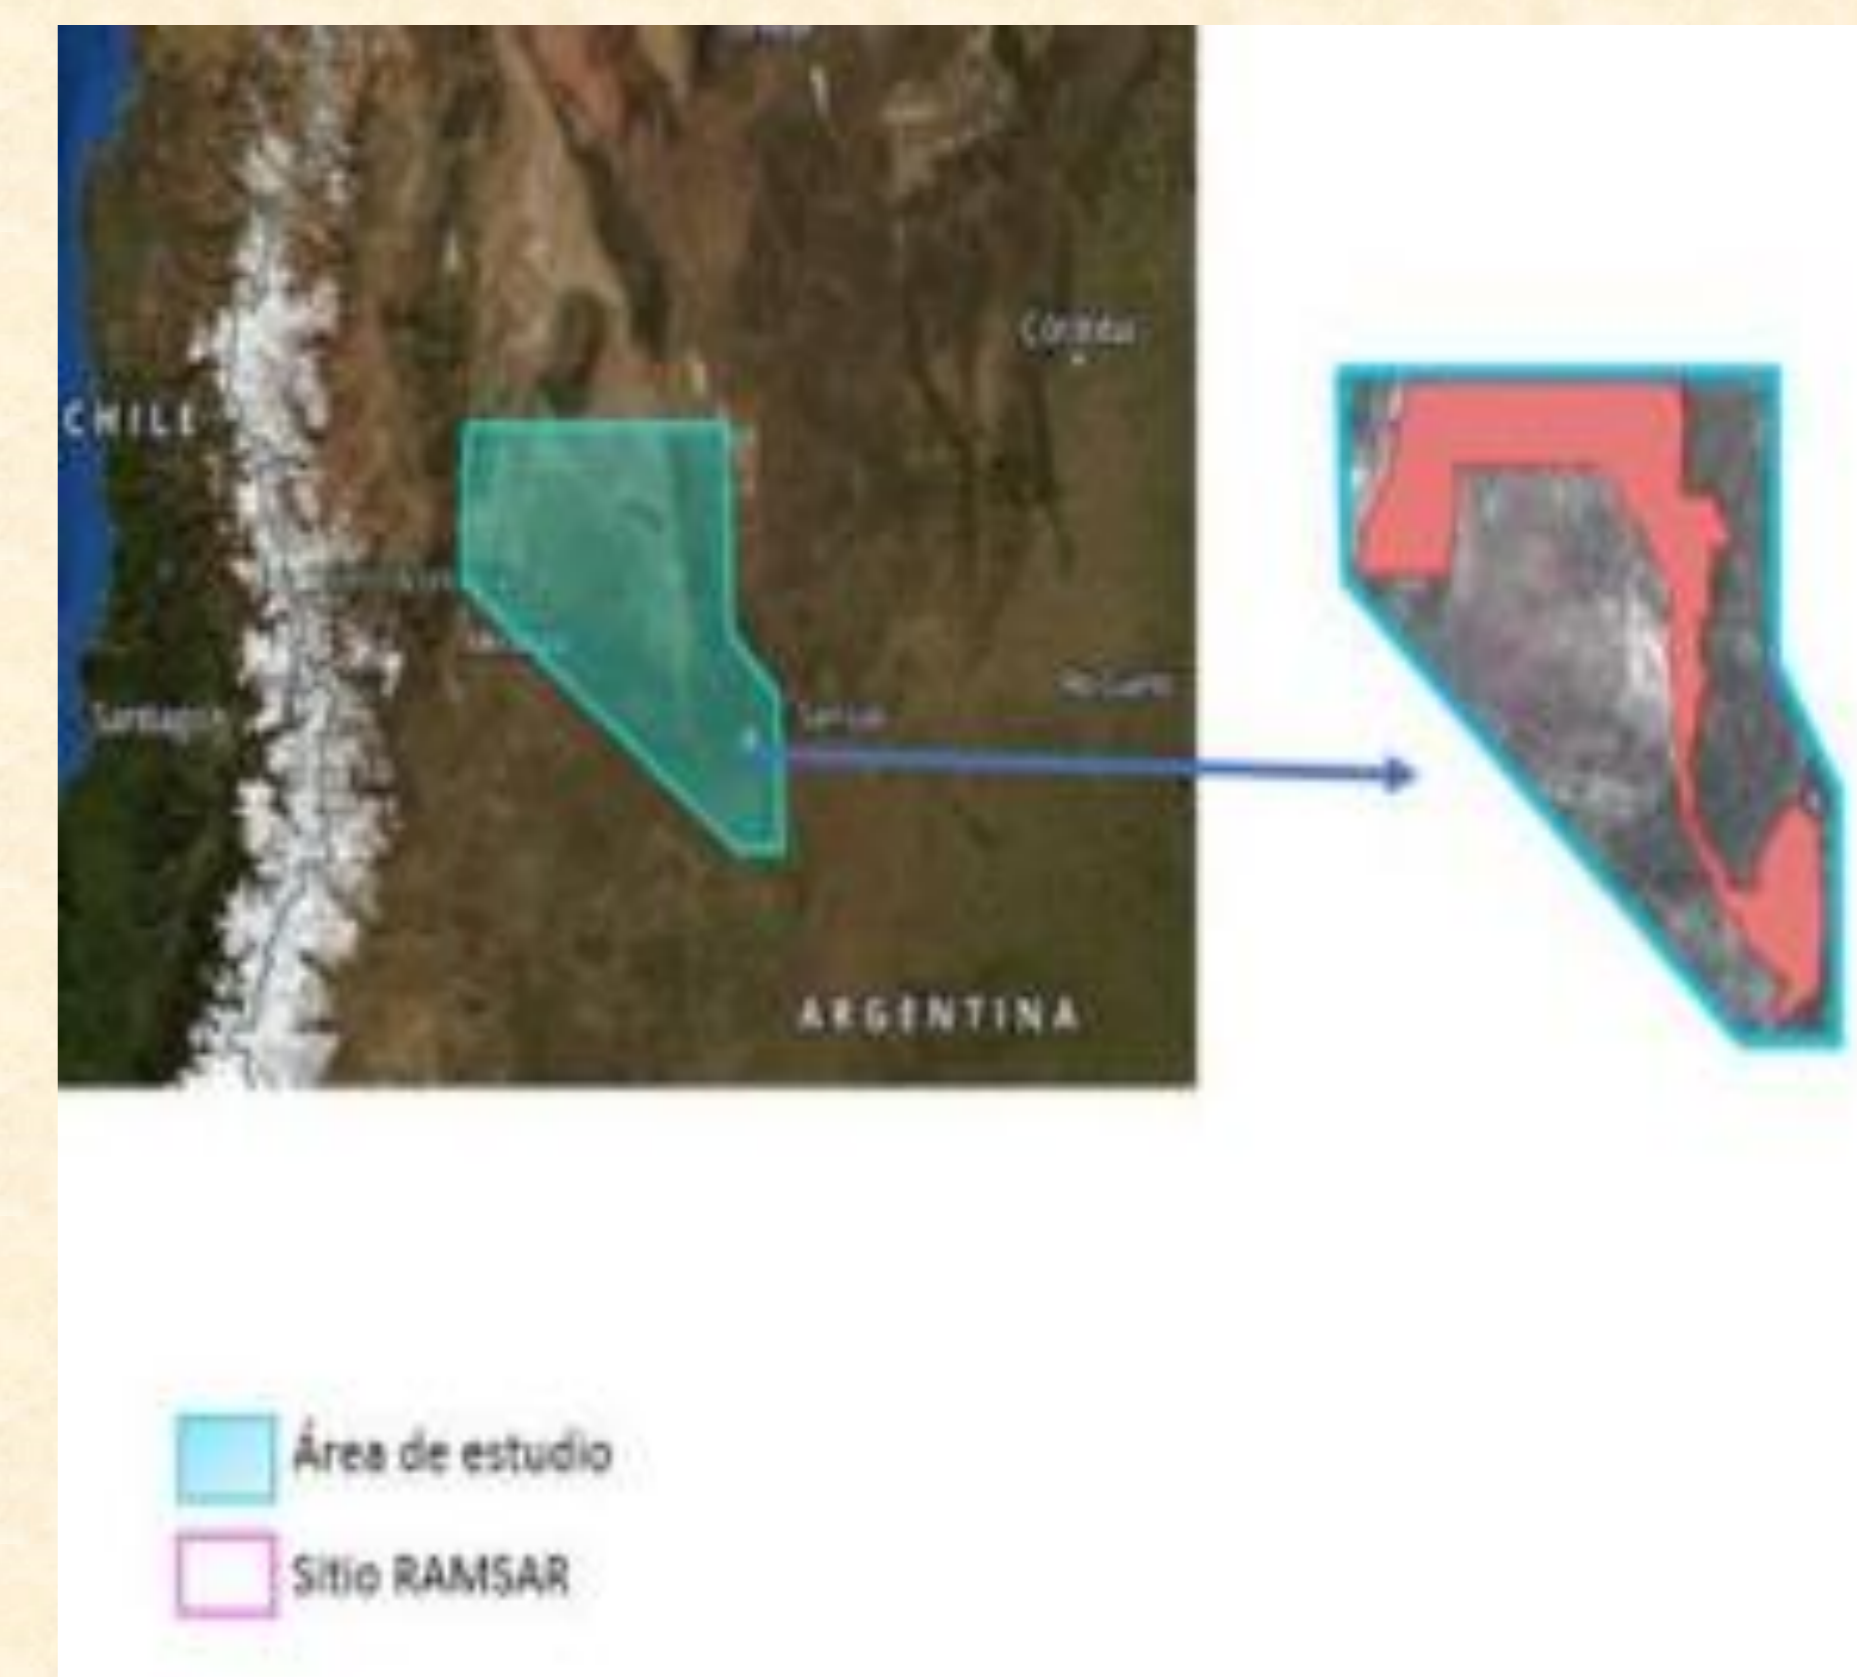 Córdoba
CHILE
Santiago
San Luis
Río Cuarto
ARGENTINA
Área de estudio
Sitio RAMSAR